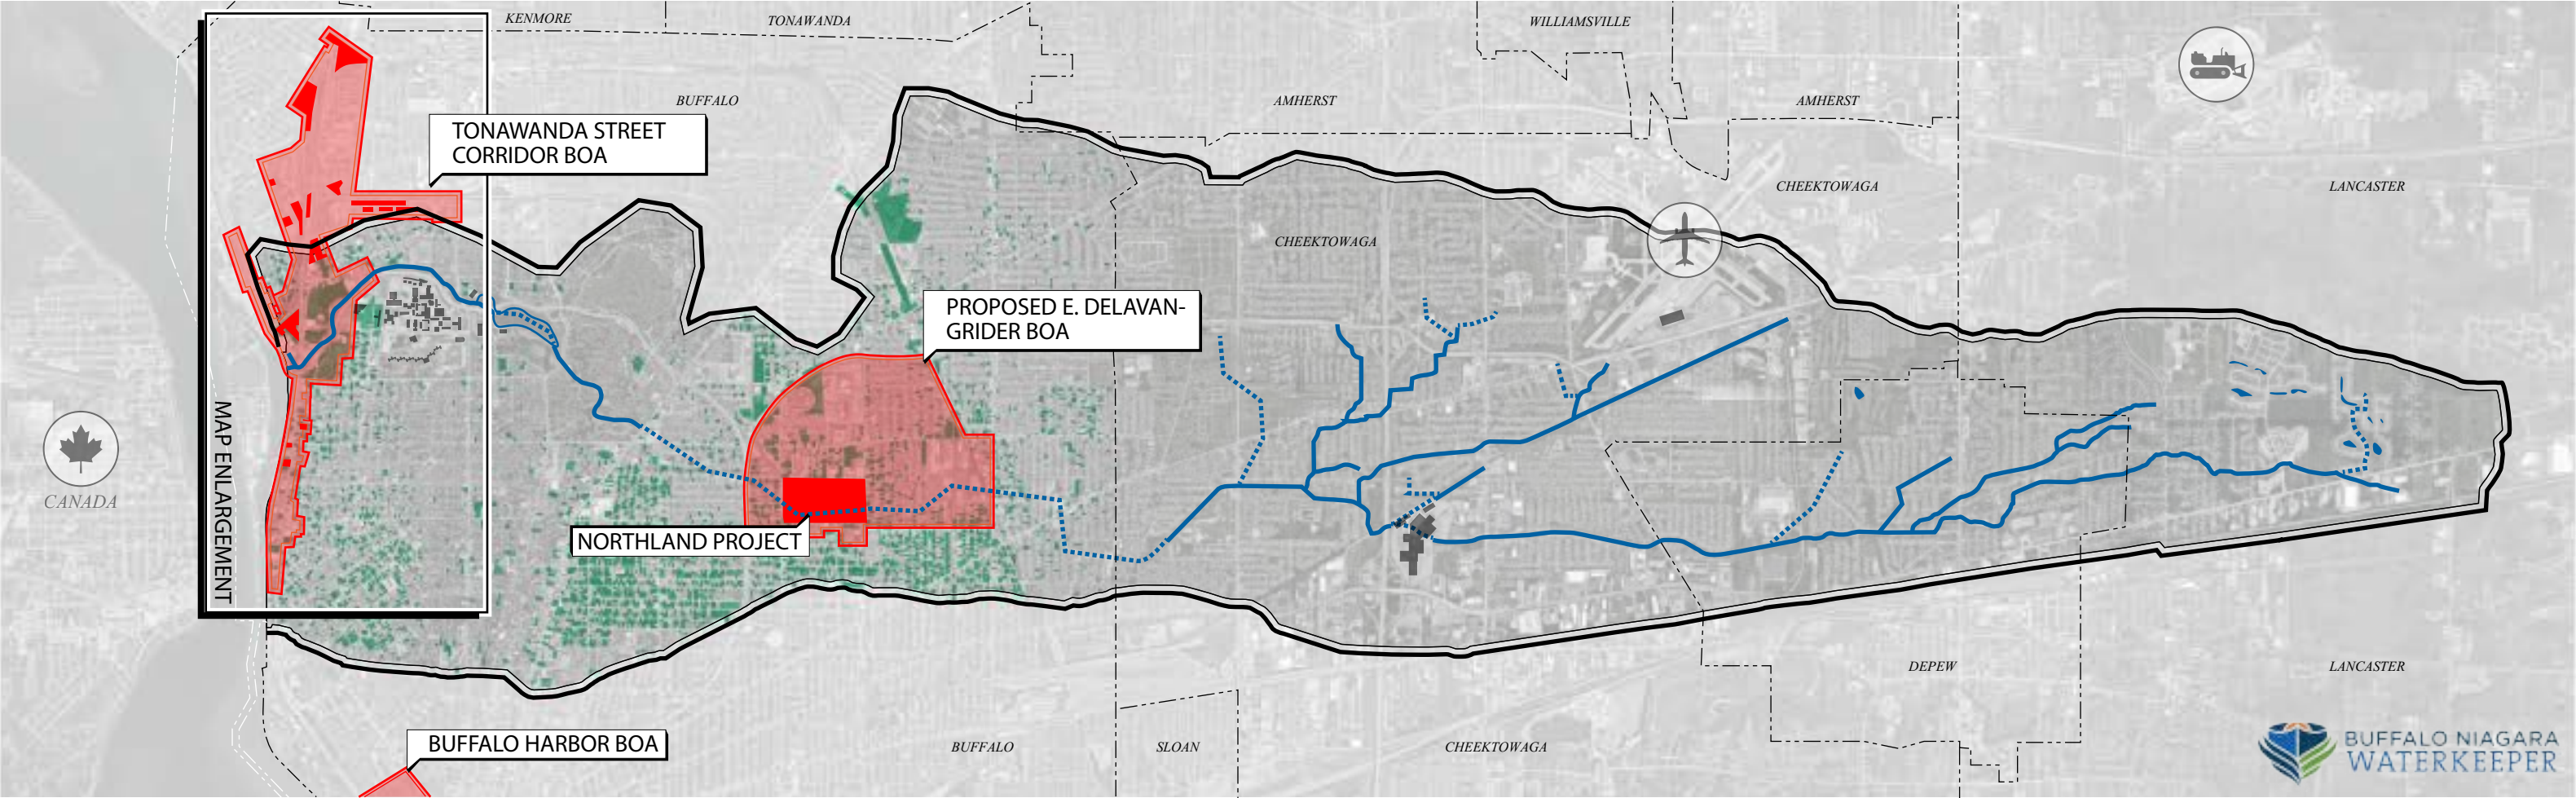 KENMORE
TONAWANDA
WILLIAMSVILLE
BUFFALO
AMHERST
AMHERST
TONAWANDA STREET
CORRIDOR BOA
CHEEKTOWAGA
LANCASTER
CHEEKTOWAGA
PROPOSED E. DELAVAN-
GRIDER BOA
MAP ENLARGEMENT
CANADA
NORTHLAND PROJECT
DEPEW
LANCASTER
BUFFALO HARBOR BOA
BUFFALO
SLOAN
CHEEKTOWAGA
BUFFALO NIAGARA
WATERKEEPER